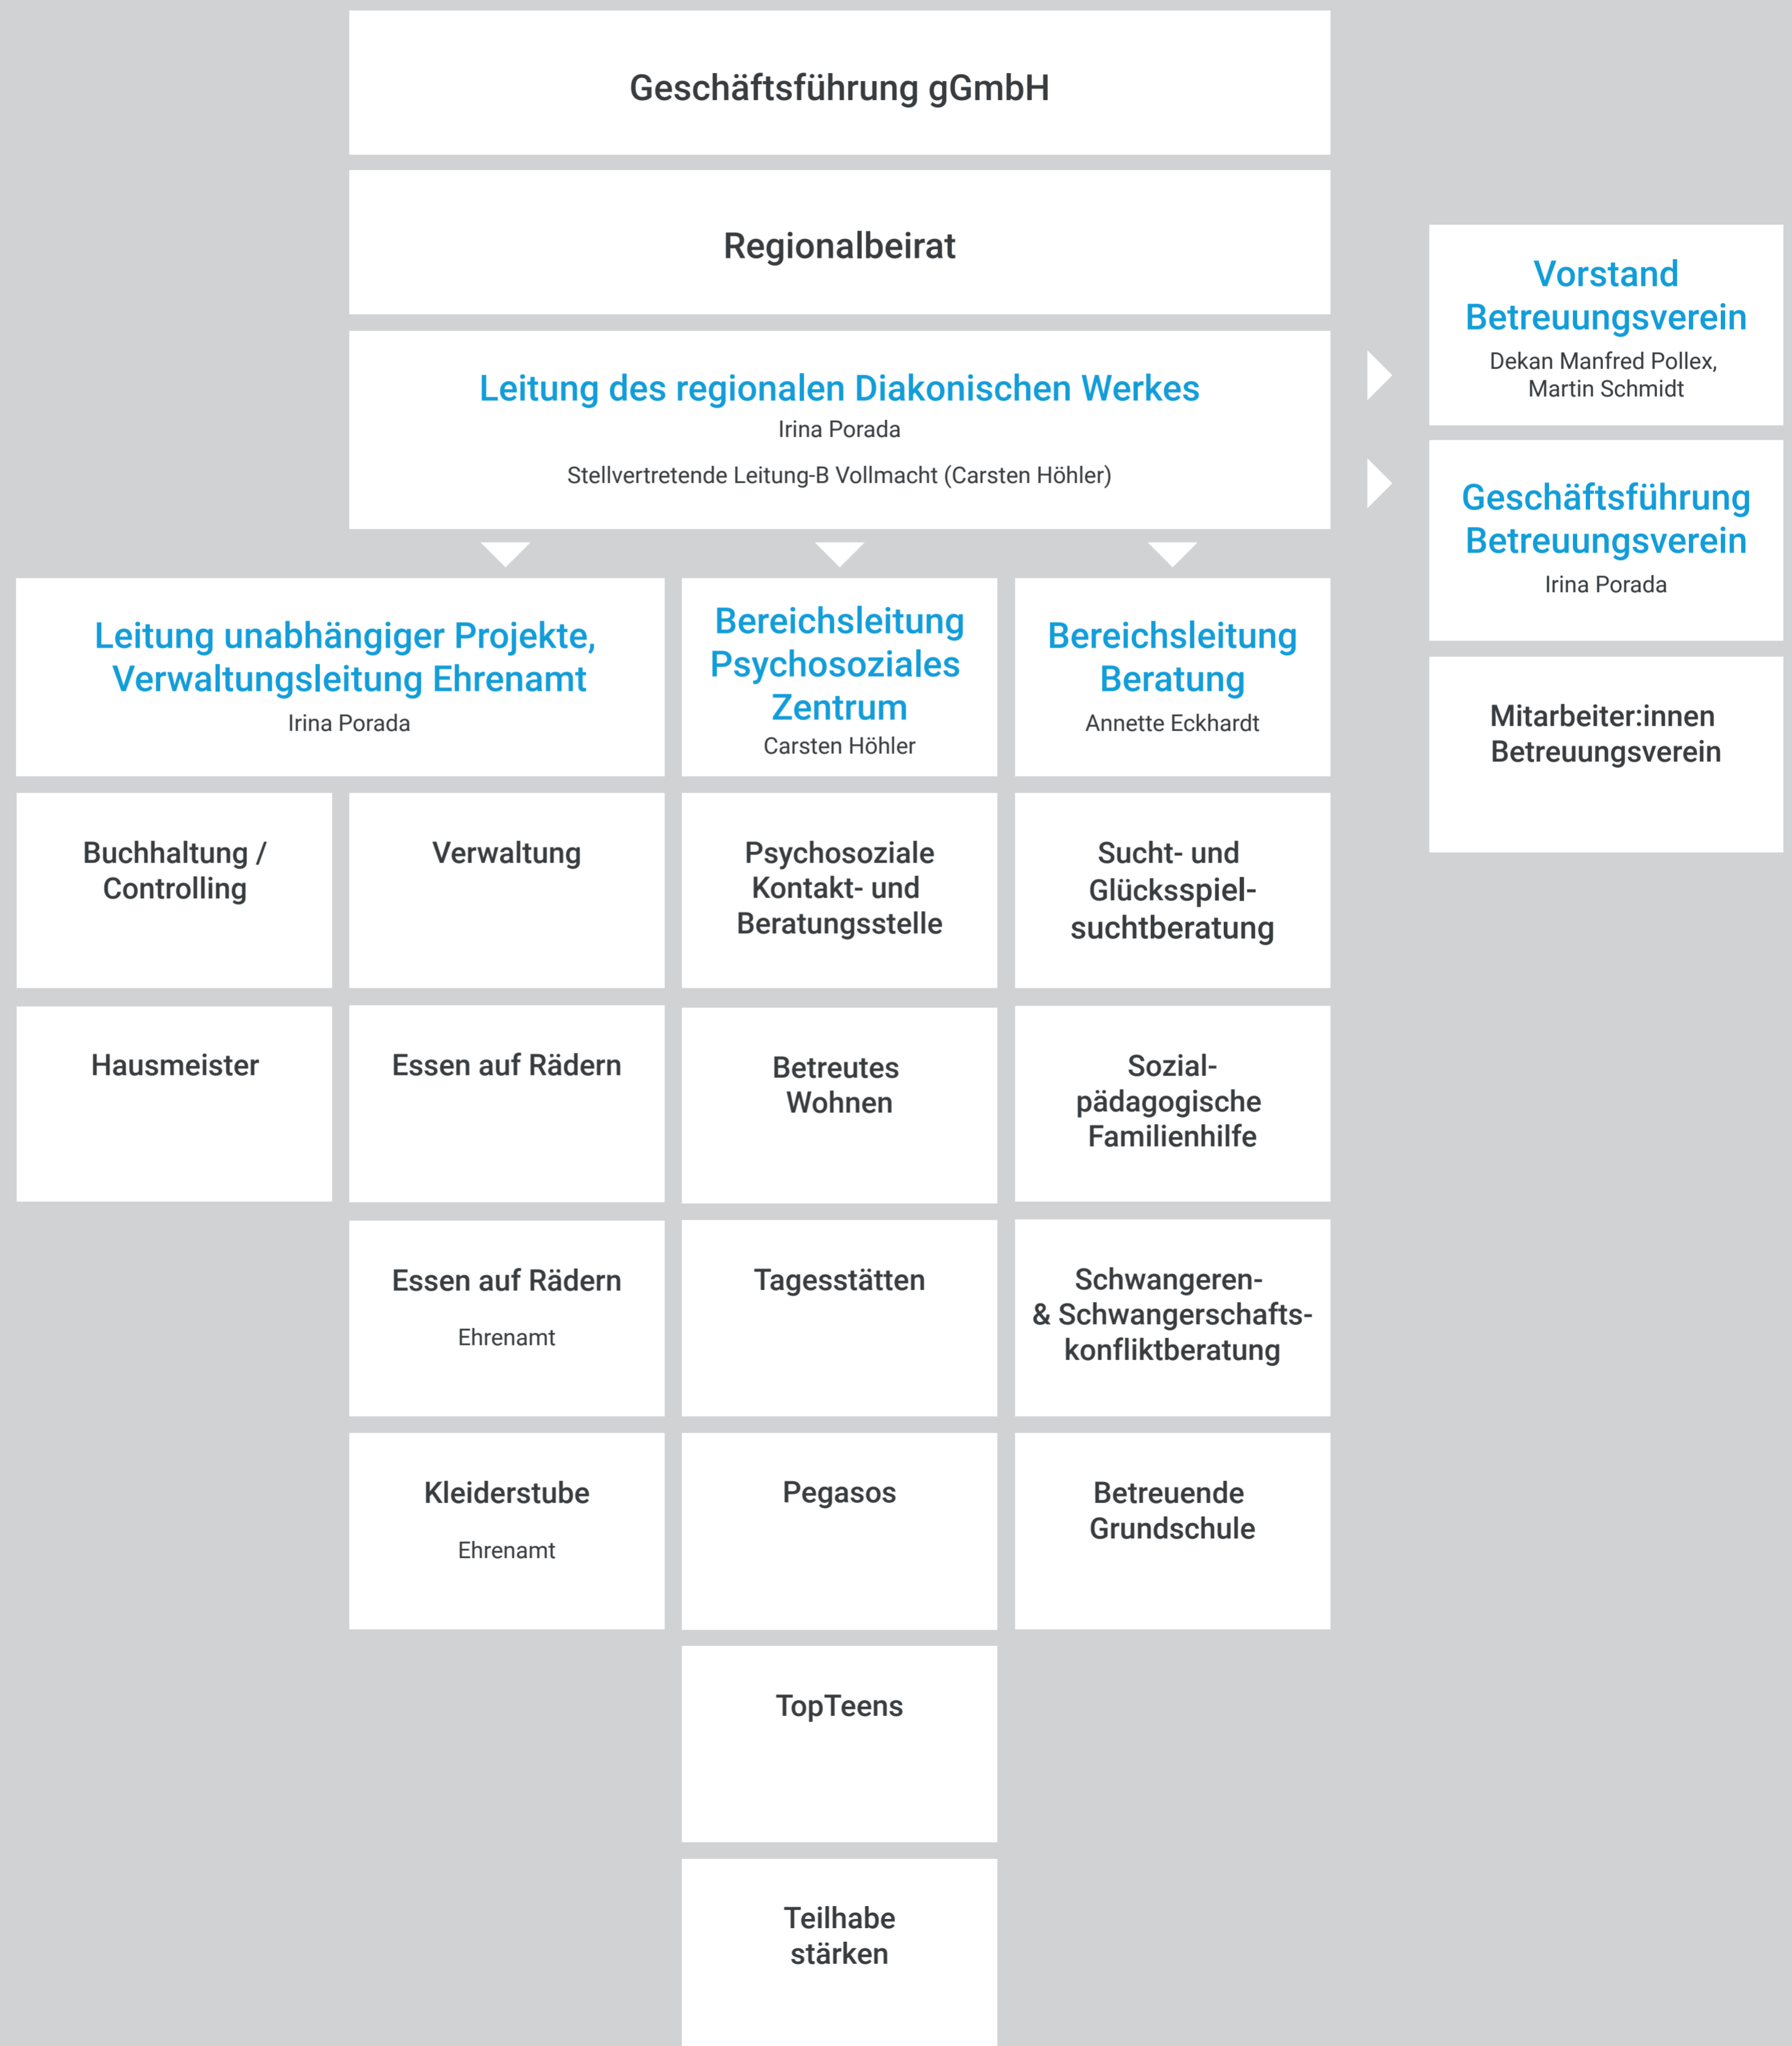 Geschäftsführung gGmbH
Regionalbeirat
Leitung des regionalen Diakonischen Werkes
Irina Porada
Stellvertretende Leitung-B Vollmacht (Carsten Höhler)
Vorstand
Betreuungsverein
Dekan Manfred Pollex,
Martin Schmidt
Geschäftsführung
Betreuungsverein
Irina Porada
Mitarbeiter:innen
Betreuungsverein
Leitung unabhängiger Projekte,
Verwaltungsleitung Ehrenamt
Irina Porada
Bereichsleitung
Psychosoziales
Zentrum
Carsten Höhler
Bereichsleitung
Beratung
Annette Eckhardt
Buchhaltung /
Controlling
Verwaltung
Psychosoziale
Kontakt- und
Beratungsstelle
Sucht- und
Glücksspiel-
suchtberatung
Hausmeister
Essen auf Rädern
Betreutes
Wohnen
Sozial-
pädagogische
Familienhilfe
Essen auf Rädern
Ehrenamt
Tagesstätten
Schwangeren-
& Schwangerschafts-
konfliktberatung
Kleiderstube
Ehrenamt
Pegasos
Betreuende
Grundschule
TopTeens
Teilhabe
stärken